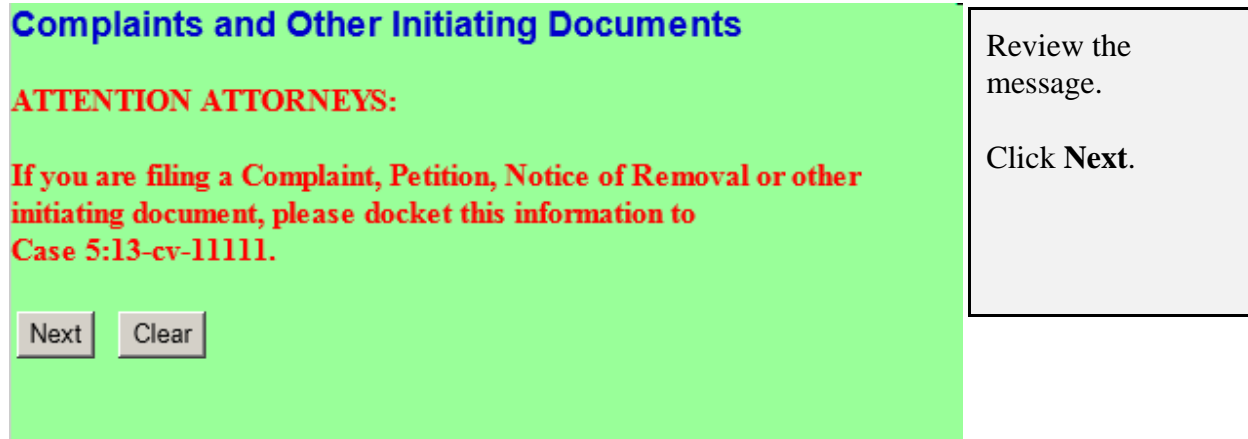 Complaints and Other Initiating Documents
ATTENTION ATTORNEYS:
If you are filing a Complaint, Petition, Notice of Removal or other
initiating document, please docket this information to
Case 5:13-cv-11111.
Next Clear
Review the
message.
Click Next.